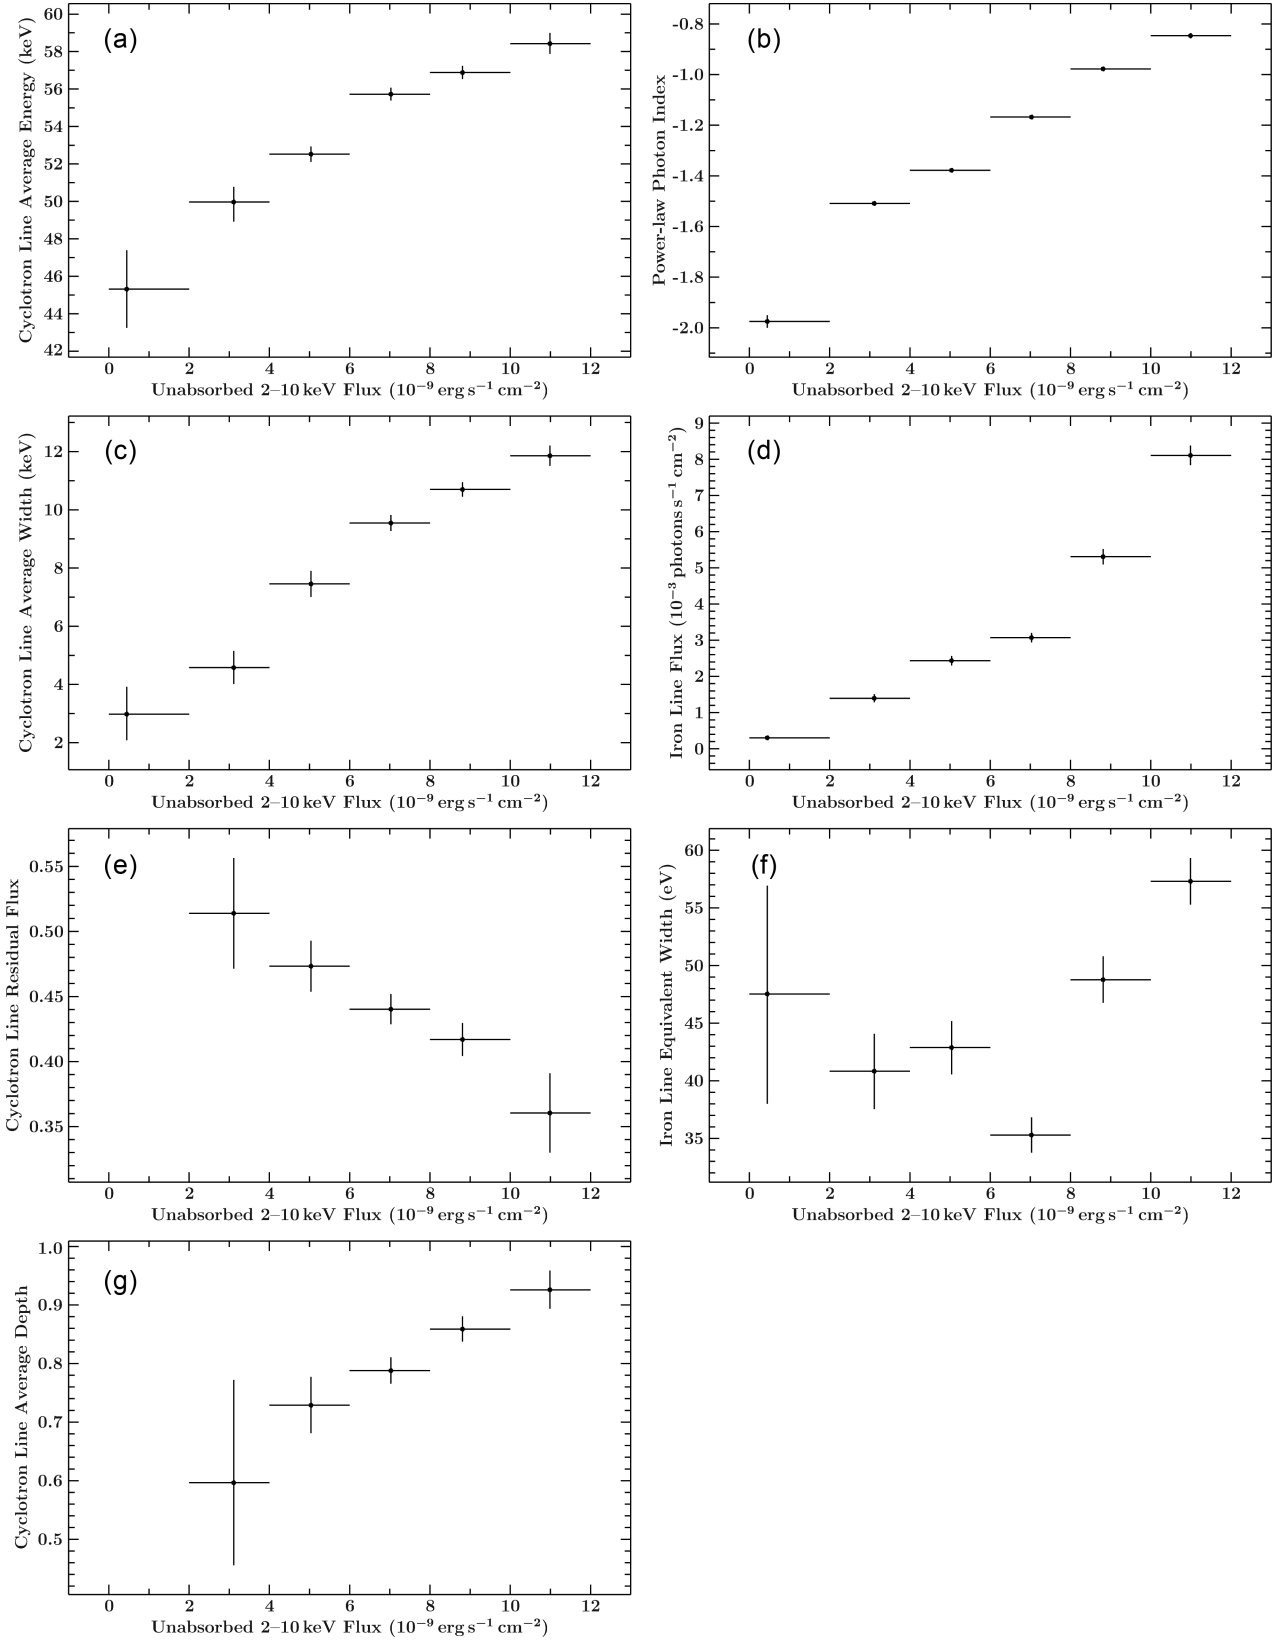 (a)
Cyclotron Line Average Energy (keV)
60
58
56
54
52
50
48
46
44
42
0 2 4 6 8 10 12
Unabsorbed 2–10 keV Flux (10⁻⁹ erg s⁻¹ cm⁻²)
(b)
Power-law Photon Index
-0.8
-1.0
-1.2
-1.4
-1.6
-1.8
-2.0
0 2 4 6 8 10 12
Unabsorbed 2–10 keV Flux (10⁻⁹ erg s⁻¹ cm⁻²)
(c)
Cyclotron Line Average Width (keV)
12
10
8
6
4
2
0 2 4 6 8 10 12
Unabsorbed 2–10 keV Flux (10⁻⁹ erg s⁻¹ cm⁻²)
(d)
Iron Line Flux (10⁻³ photons s⁻¹ cm⁻²)
9
8
7
6
5
4
3
2
1
0
0 2 4 6 8 10 12
Unabsorbed 2–10 keV Flux (10⁻⁹ erg s⁻¹ cm⁻²)
(e)
Cyclotron Line Residual Flux
0.55
0.50
0.45
0.40
0.35
0 2 4 6 8 10 12
Unabsorbed 2–10 keV Flux (10⁻⁹ erg s⁻¹ cm⁻²)
(f)
Iron Line Equivalent Width (eV)
60
55
50
45
40
35
0 2 4 6 8 10 12
Unabsorbed 2–10 keV Flux (10⁻⁹ erg s⁻¹ cm⁻²)
(g)
Cyclotron Line Average Depth
1.0
0.9
0.8
0.7
0.6
0.5
0 2 4 6 8 10 12
Unabsorbed 2–10 keV Flux (10⁻⁹ erg s⁻¹ cm⁻²)